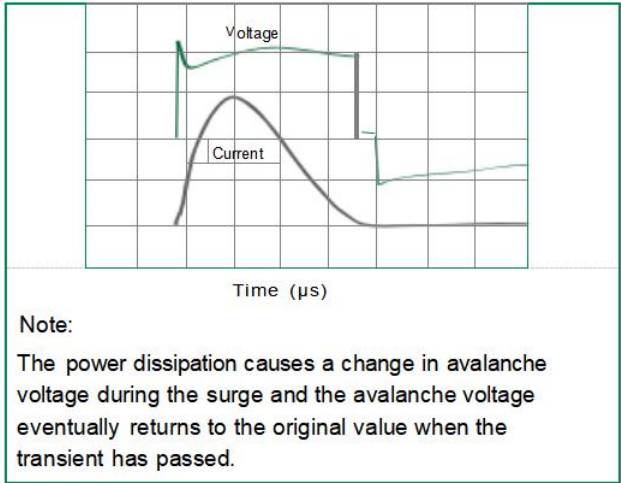 Voltage
Current
Time (µs)
Note:
The power dissipation causes a change in avalanche
voltage during the surge and the avalanche voltage
eventually returns to the original value when the
transient has passed.